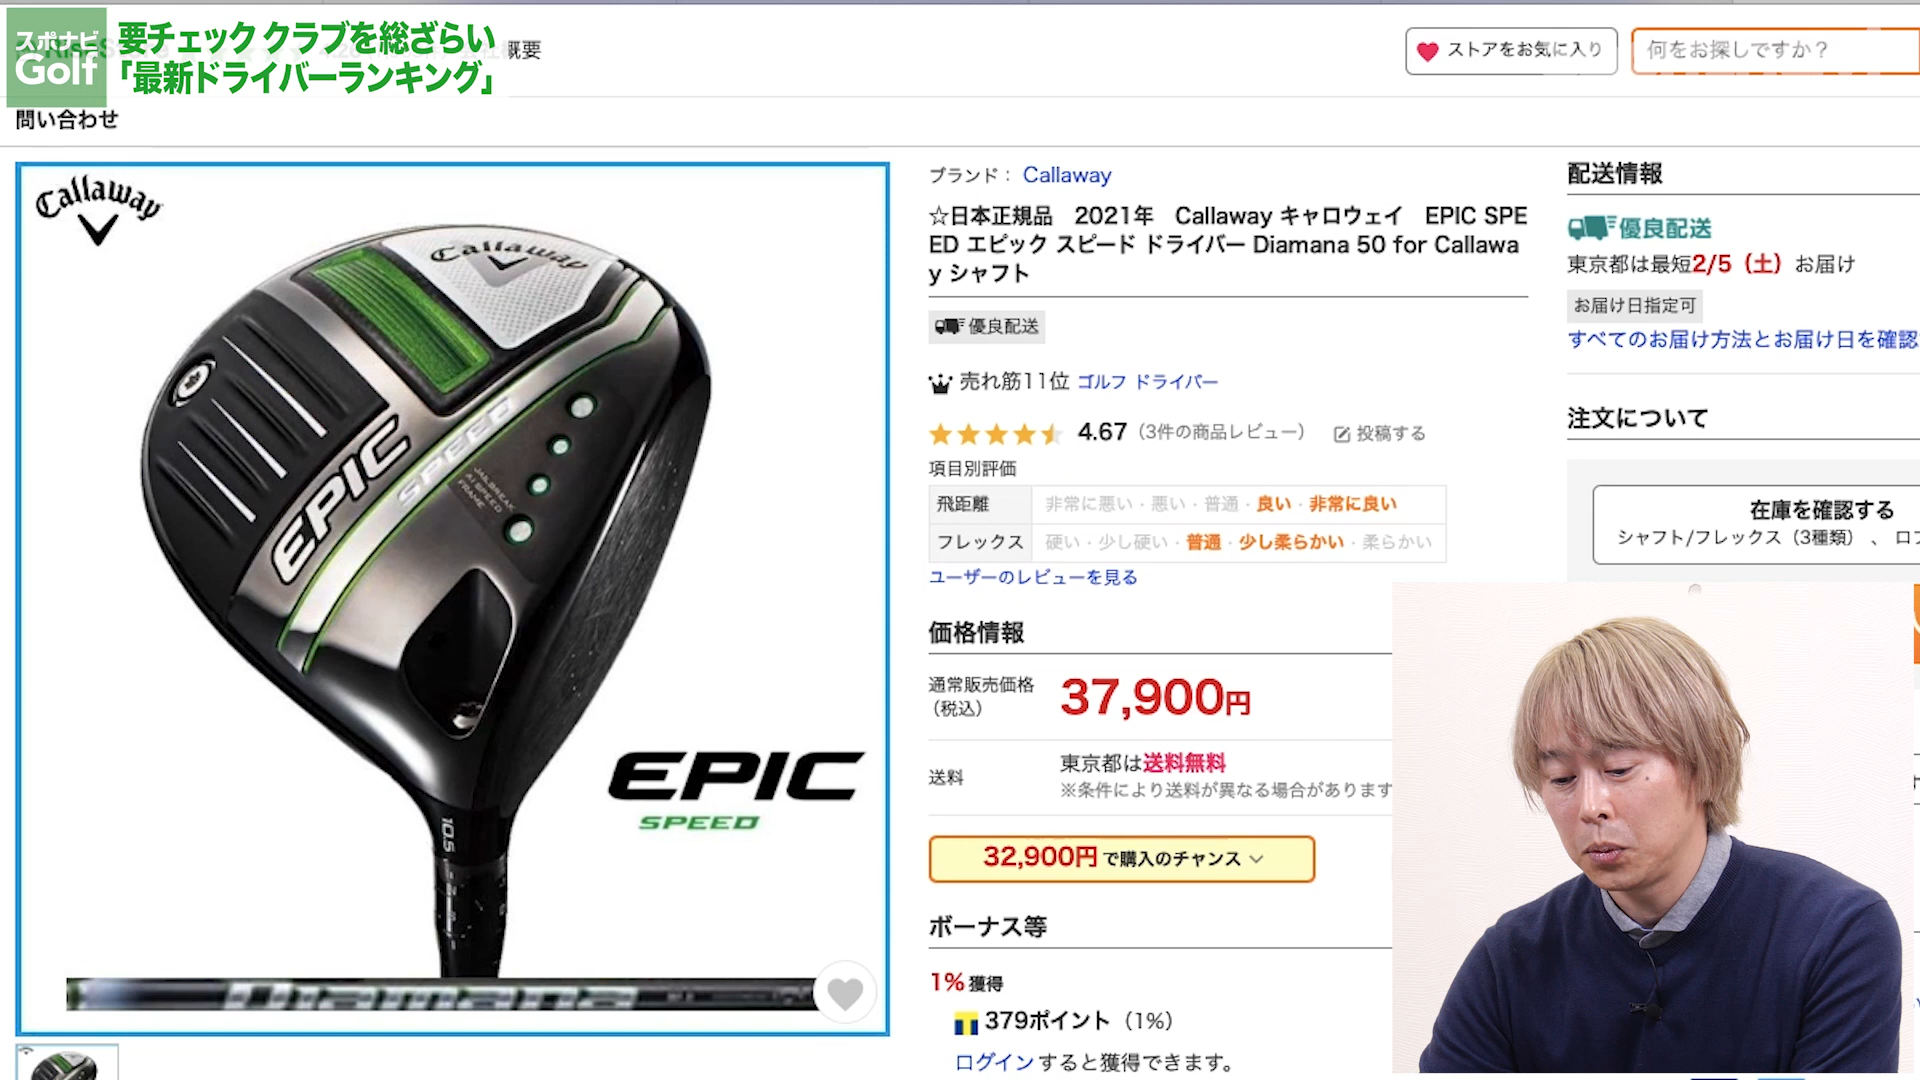 スポナビ
Golf
要チェック クラブを総ざらい
「最新ドライバーランキング」
概要
ストアをお気に入り
何をお探しですか？
問い合わせ
Callaway
Callaway
EPIC
SPEED
JAILBREAK
AI SPEED
FRAME
10.5
EPIC
SPEED
Diamana
ブランド： Callaway
☆日本正規品　2021年　Callaway キャロウェイ　EPIC SPE
ED エピック スピード ドライバー Diamana 50 for Callawa
y シャフト
優良配送
売れ筋11位 ゴルフ ドライバー
4.67（3件の商品レビュー） 投稿する
項目別評価
飛距離 非常に悪い・悪い・普通・良い・非常に良い
フレックス 硬い・少し硬い・普通・少し柔らかい・柔らかい
ユーザーのレビューを見る
価格情報
通常販売価格
（税込）
37,900円
送料
東京都は送料無料
※条件により送料が異なる場合があります
32,900円で購入のチャンス
ボーナス等
1%獲得
379ポイント（1%）
ログインすると獲得できます。
配送情報
優良配送
東京都は最短2/5（土）お届け
お届け日指定可
すべてのお届け方法とお届け日を確認
注文について
在庫を確認する
シャフト/フレックス（3種類）、ロフ